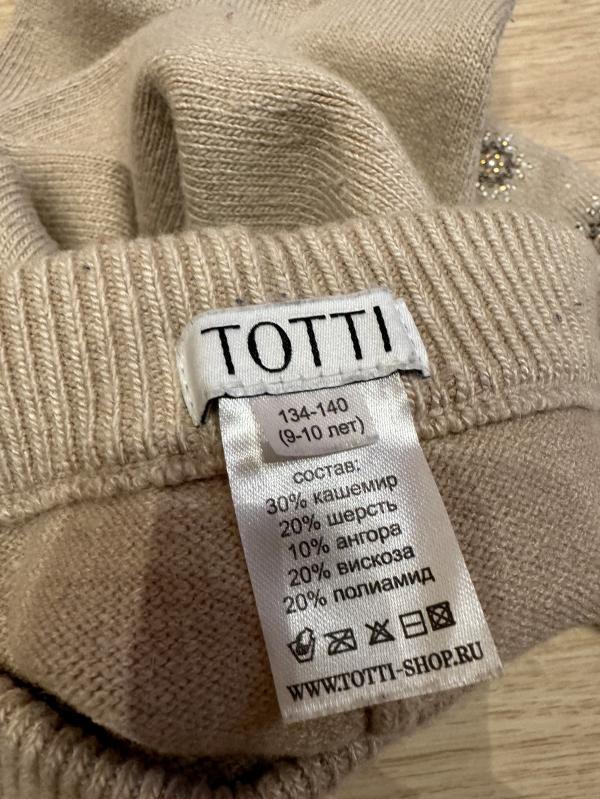 TOTTI
134-140
(9-10 лет)
состав:
30% кашемир
20% шерсть
10% ангора
20% вискоза
20% полиамид
WWW.TOTTI-SHOP.RU